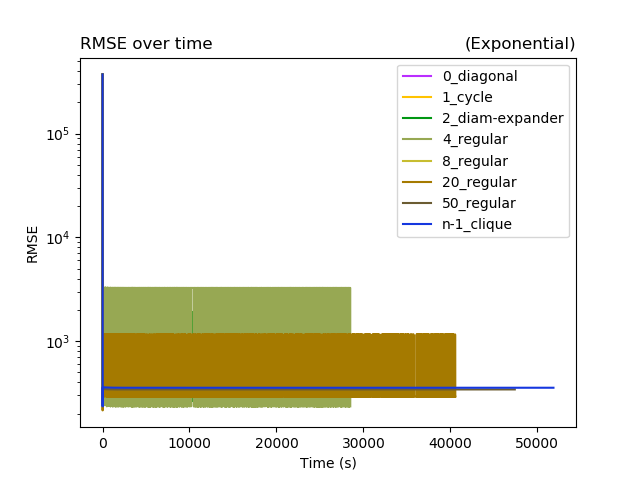 RMSE over time (Exponential)
0_diagonal
1_cycle
2_diam-expander
4_regular
8_regular
20_regular
50_regular
n-1_clique
RMSE
10^5
10^4
10^3
0 10000 20000 30000 40000 50000
Time (s)